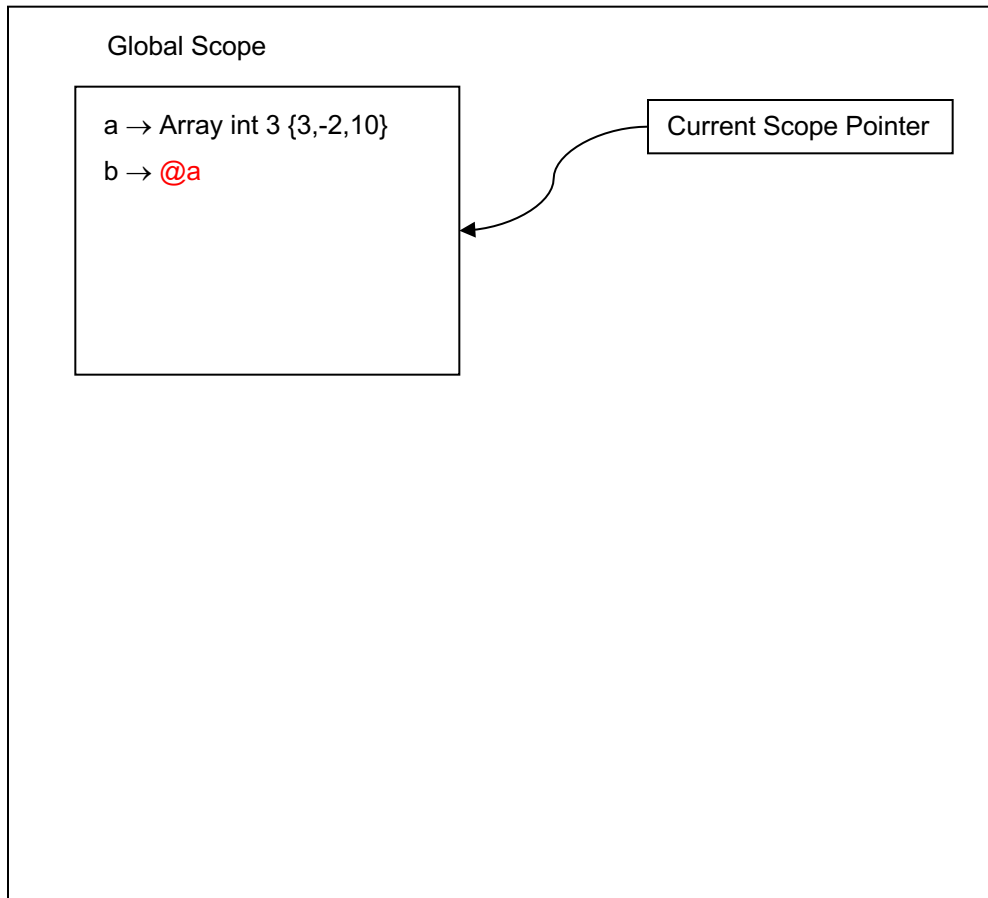 Global Scope
a → Array int 3 {3,-2,10}
b → @a
Current Scope Pointer